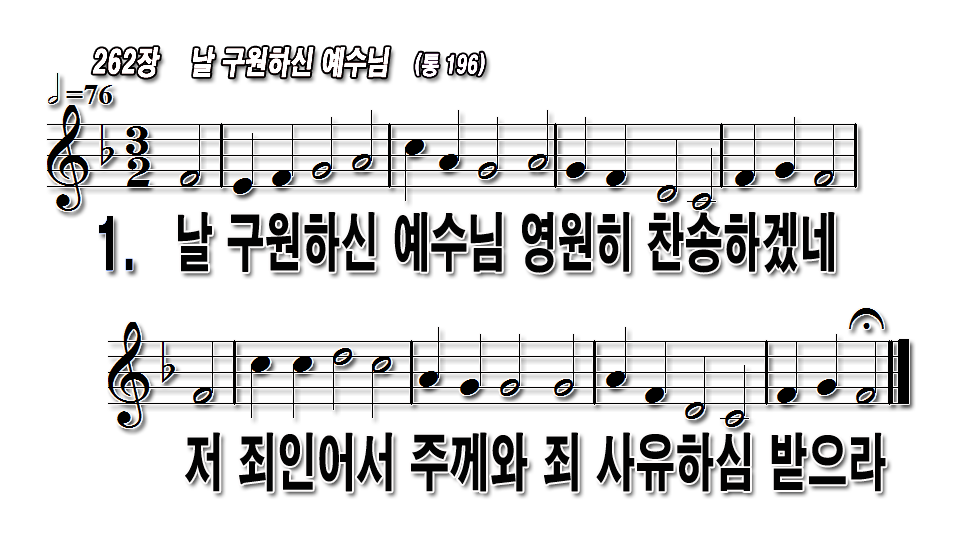 262장 날 구원하신 예수님 (통 196)
=76
3
2
1. 날 구원하신 예수님 영원히 찬송하겠네
저 죄인어서 주께와 죄 사유하심 받으라